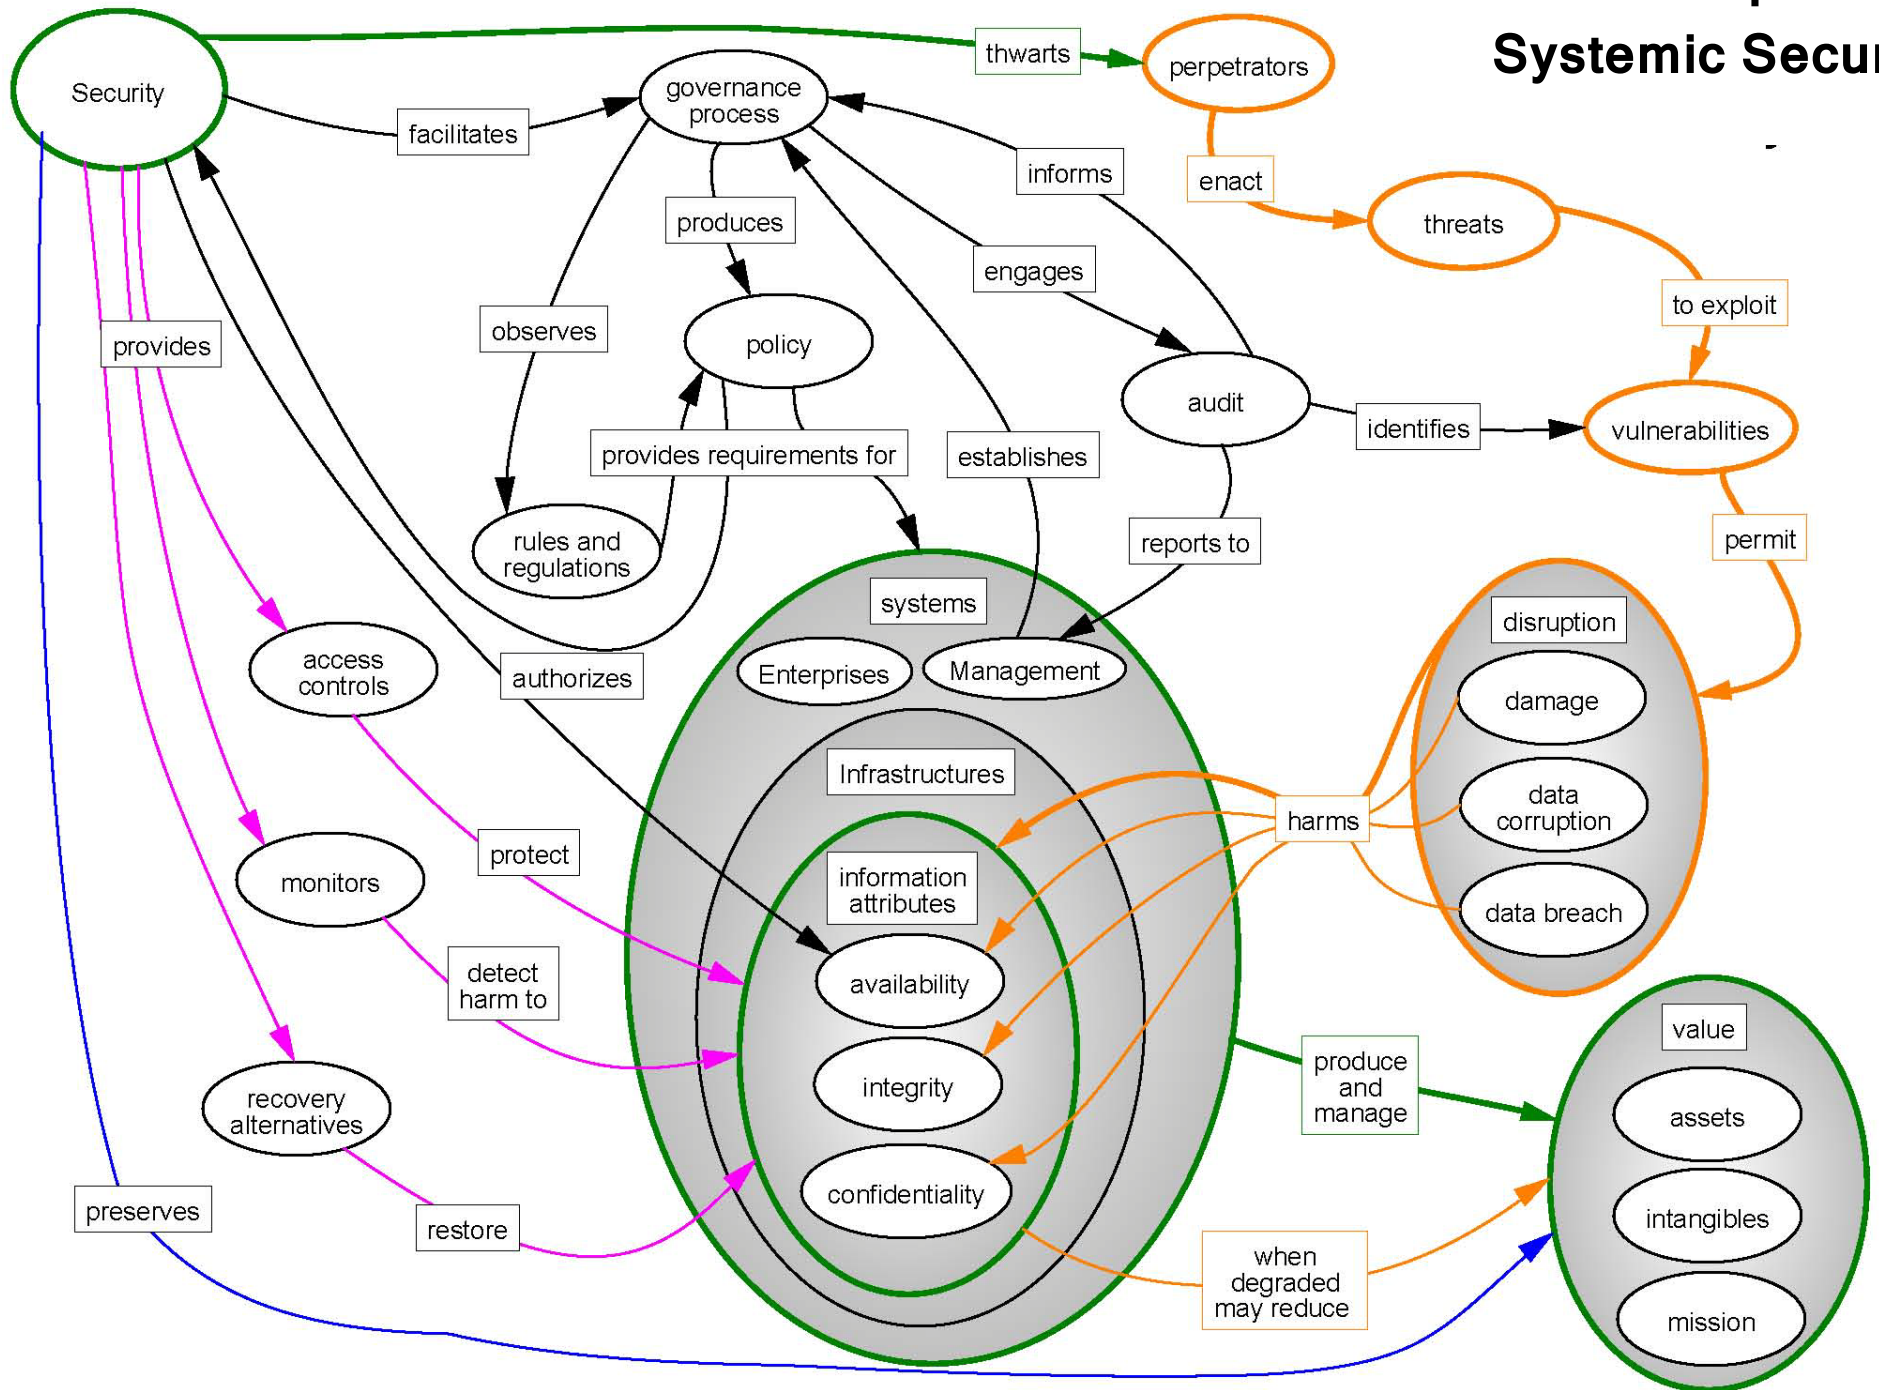 Systemic Secur
Security
thwarts
perpetrators
governance
process
facilitates
informs
enact
threats
produces
engages
to exploit
observes
provides
policy
audit
identifies
vulnerabilities
provides requirements for
establishes
reports to
permit
rules and
regulations
systems
disruption
access
controls
authorizes
Enterprises
Management
damage
Infrastructures
data
corruption
harms
protect
monitors
information
attributes
data breach
detect
harm to
availability
value
produce
and
manage
integrity
recovery
alternatives
assets
confidentiality
preserves
restore
intangibles
when
degraded
may reduce
mission